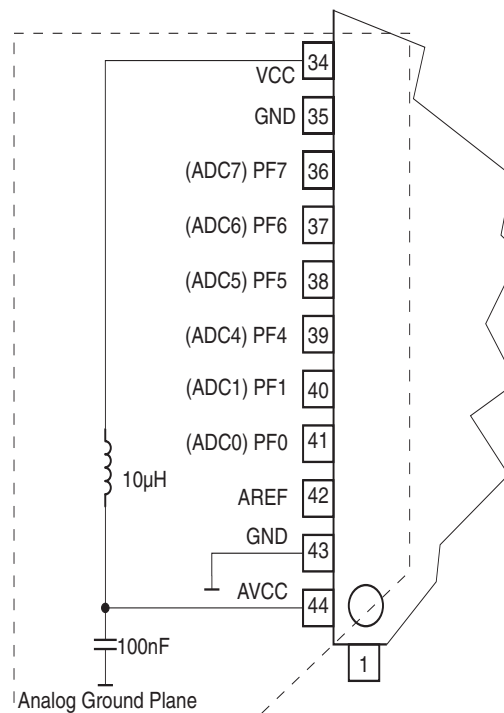 VCC 34
GND 35
(ADC7) PF7 36
(ADC6) PF6 37
(ADC5) PF5 38
(ADC4) PF4 39
(ADC1) PF1 40
(ADC0) PF0 41
10µH
AREF 42
GND 43
AVCC 44
100nF
1
Analog Ground Plane